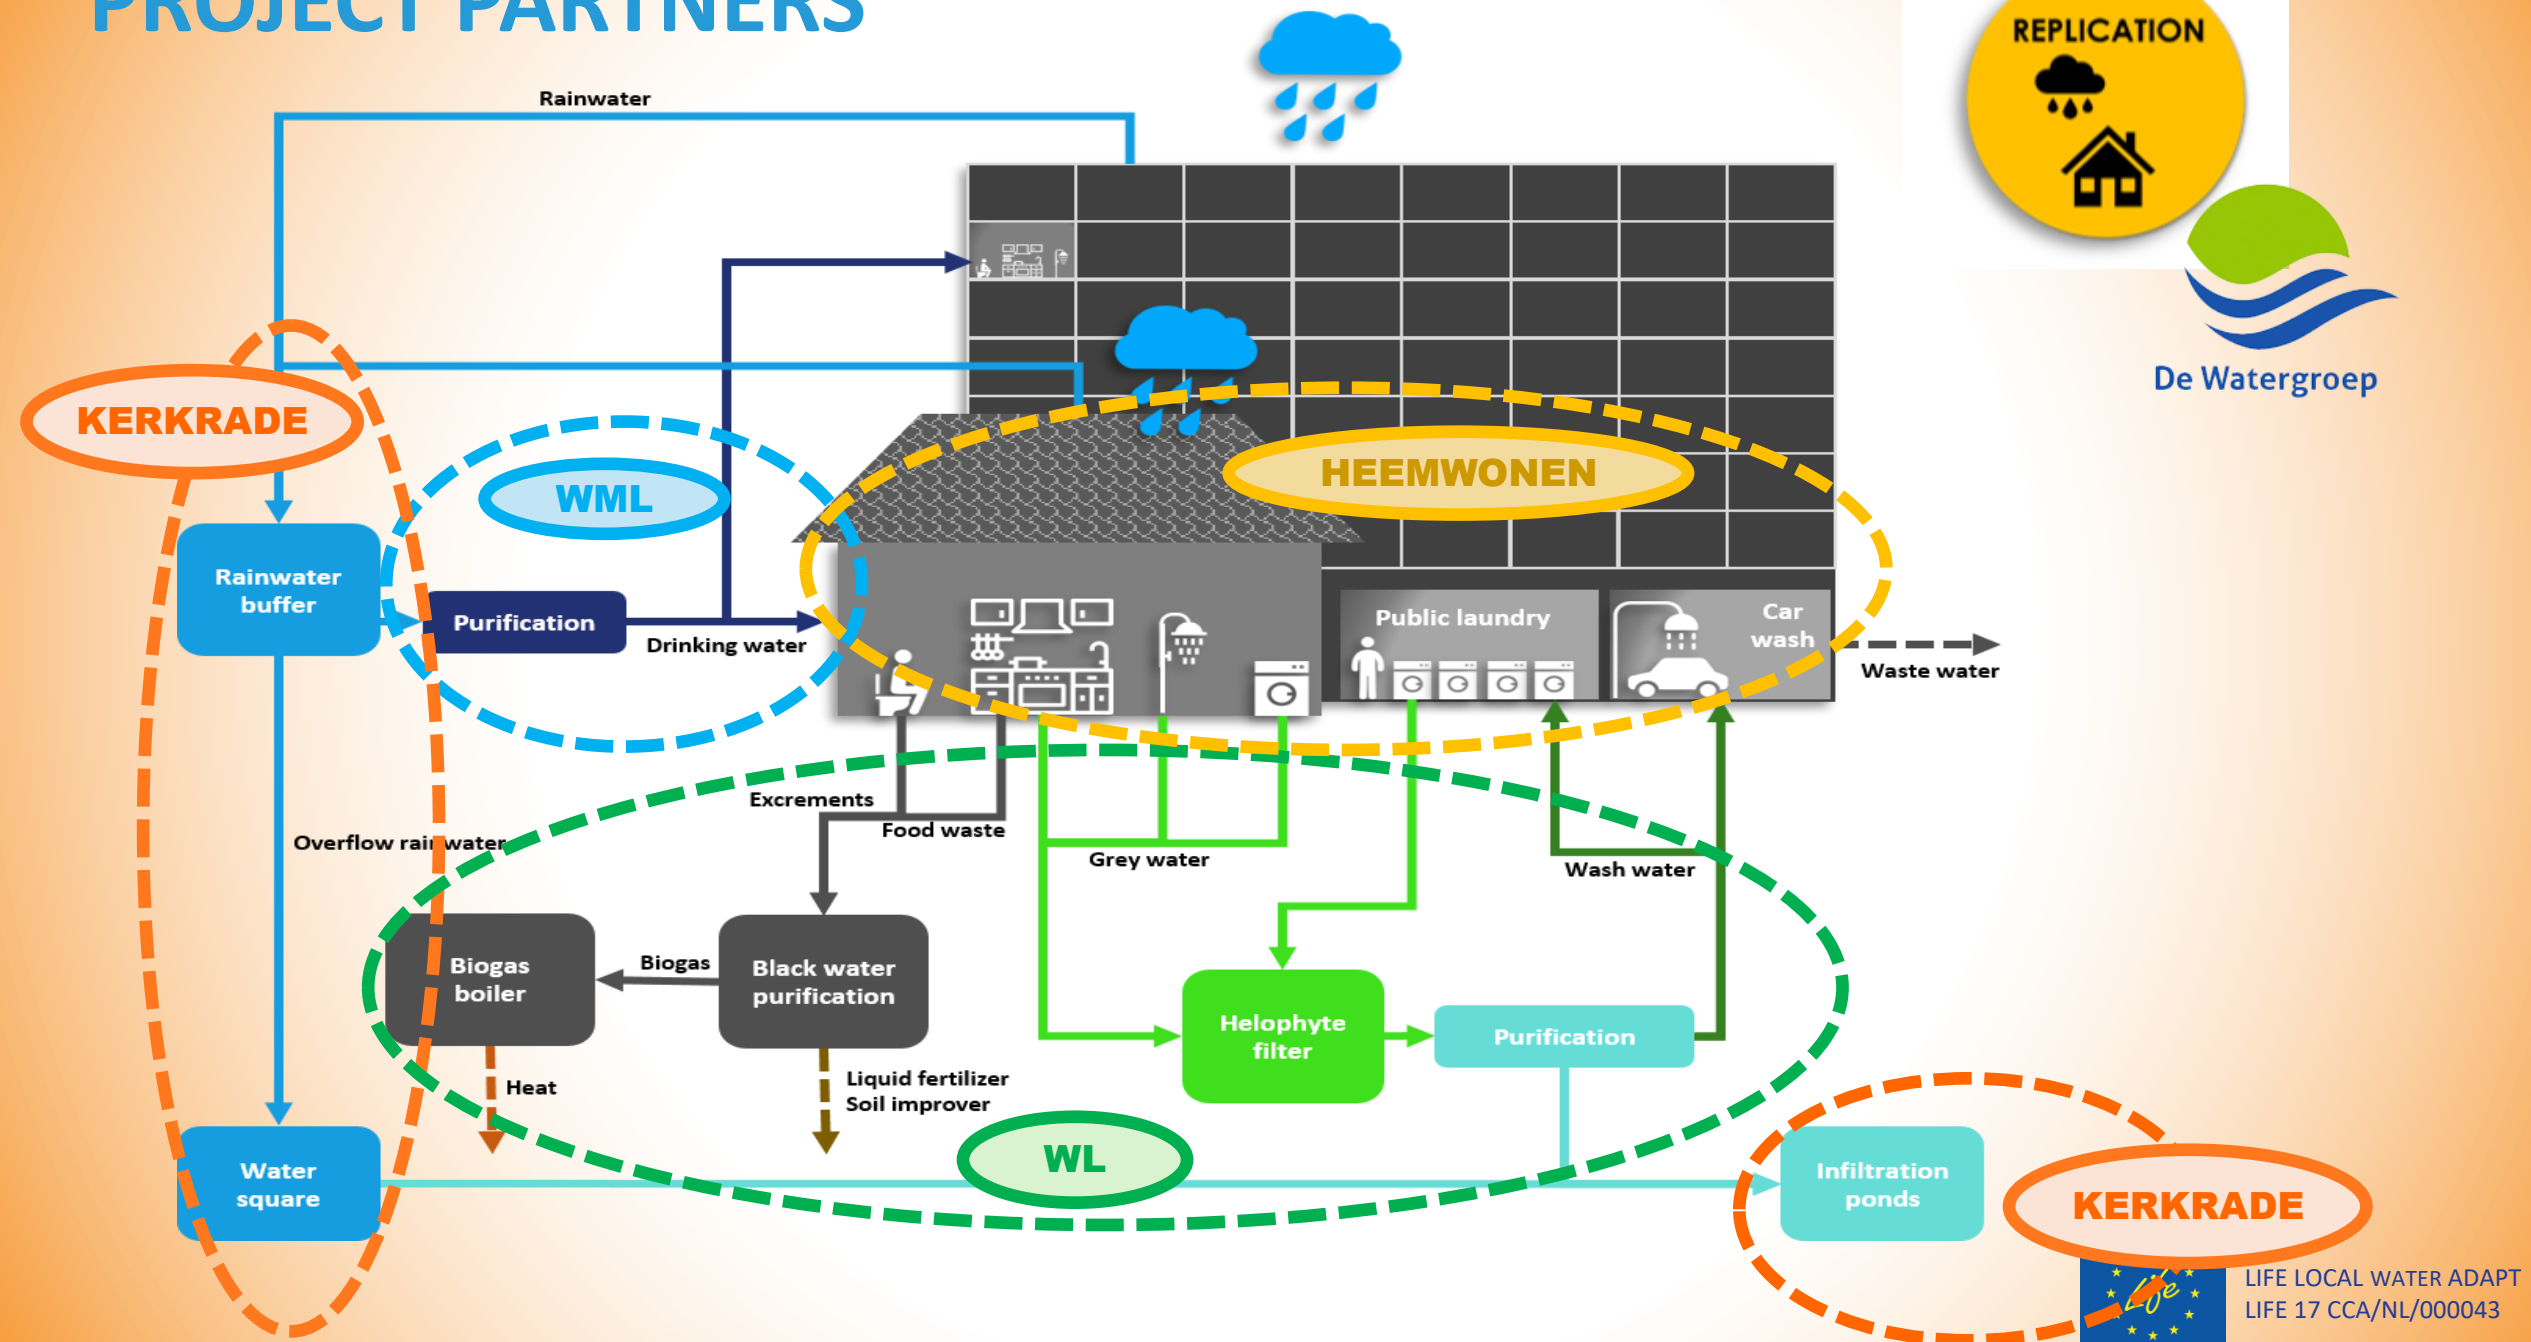 PROJECT PARTNERS
REPLICATION
De Watergroep
Rainwater
KERKRADE
WML
HEEMWONEN
Rainwater
buffer
Purification
Drinking water
Public laundry
Car
wash
Waste water
Excrements
Food waste
Overflow rainwater
Grey water
Wash water
Biogas
boiler
Biogas
Black water
purification
Helophyte
filter
Purification
Heat
Liquid fertilizer
Soil improver
WL
Water
square
Infiltration
ponds
KERKRADE
Life
LIFE LOCAL WATER ADAPT
LIFE 17 CCA/NL/000043